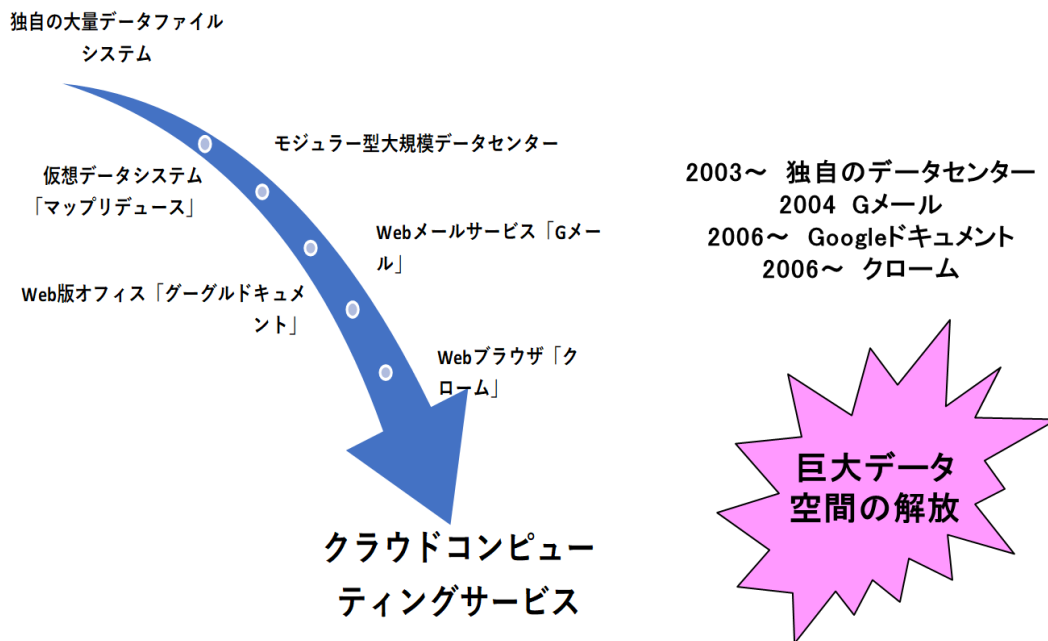 独自の大量データファイル
システム
モジュラー型大規模データセンター
仮想データシステム
「マップリデュース」
Webメールサービス「Gメー
ル」
Web版オフィス「グーグルドキュメ
ント」
Webブラウザ「ク
ローム」
クラウドコンピュー
ティングサービス
2003～ 独自のデータセンター
2004 Gメール
2006～ Googleドキュメント
2006～ クローム
巨大データ
空間の解放